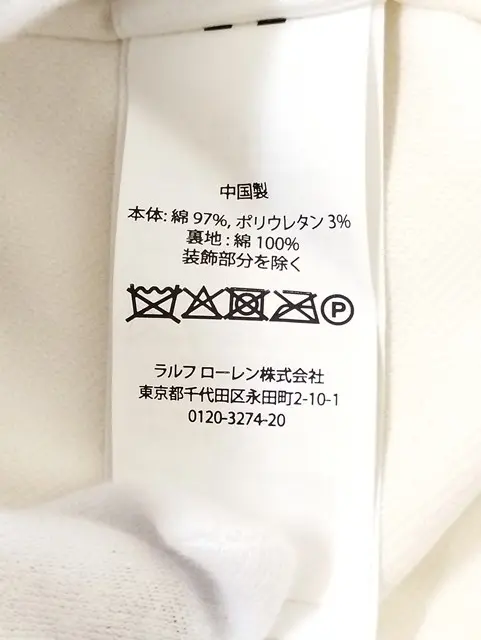 中国製
本体: 綿 97%, ポリウレタン 3%
裏地 : 綿 100%
装飾部分を除く
P
ラルフ ローレン株式会社
東京都千代田区永田町2-10-1
0120-3274-20